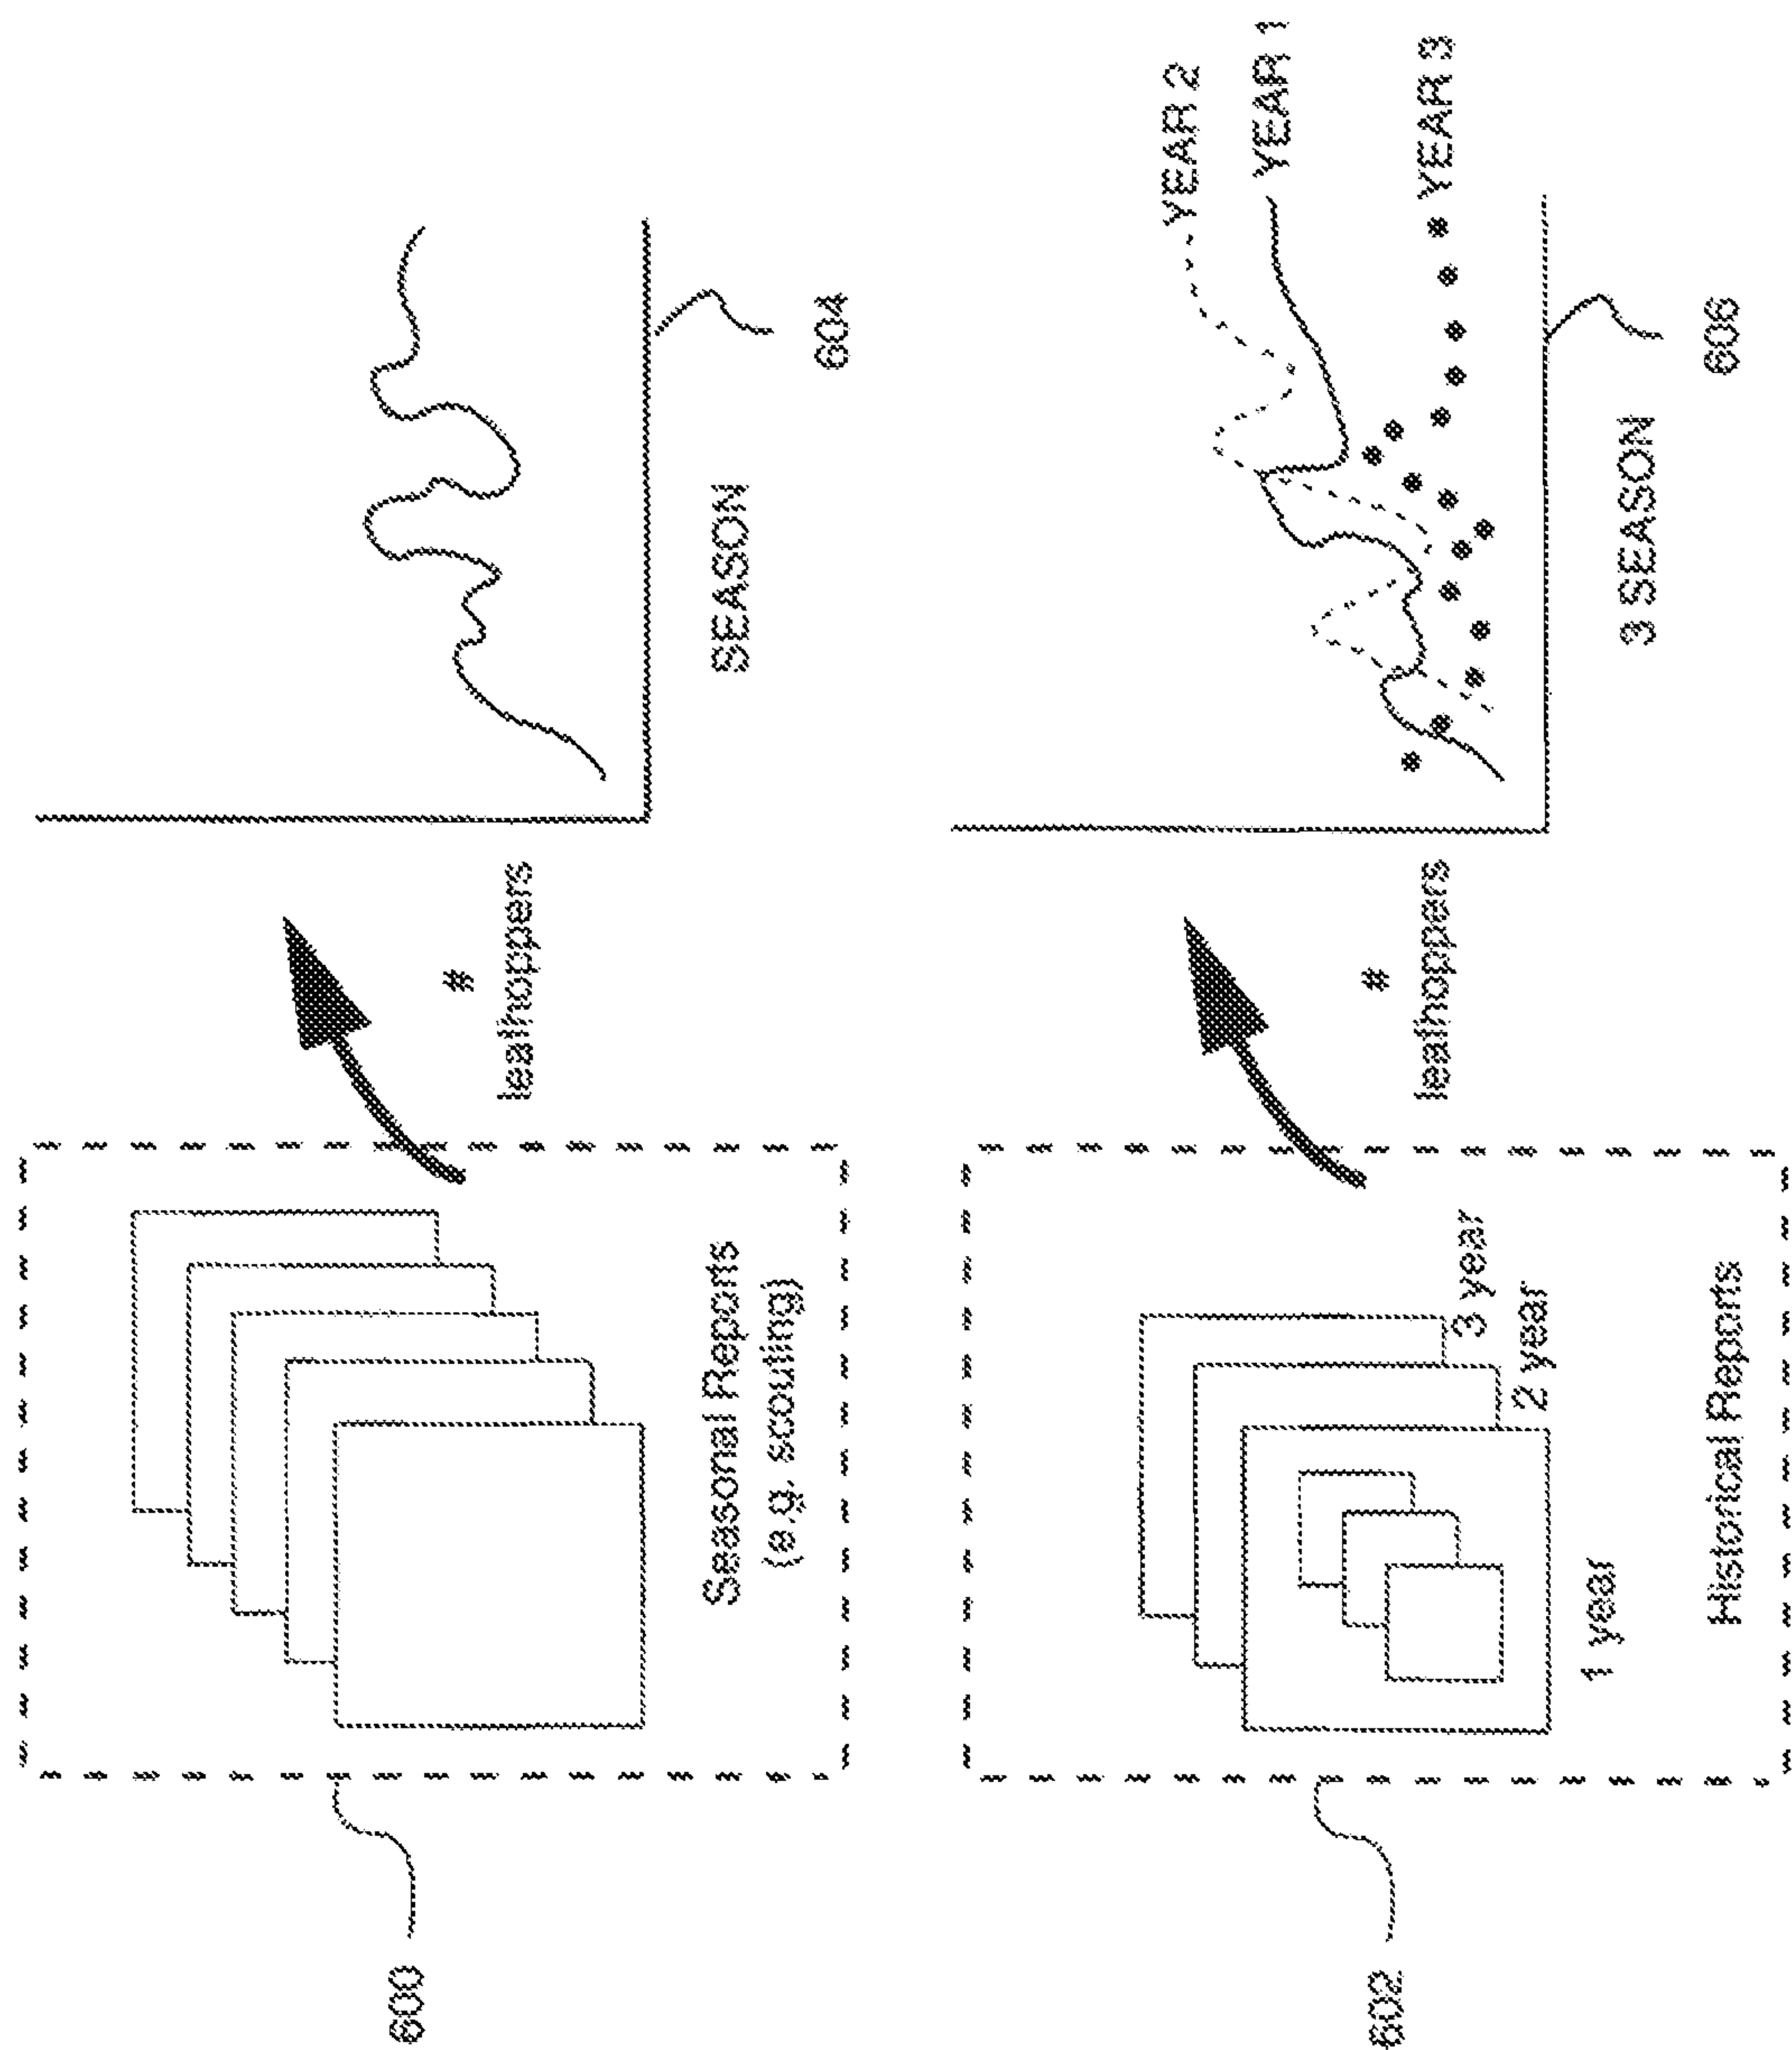 600
Seasonal Reports
(e.g. scouting)
#
leafhoppers
SEASON
604
602
1 year
2 year
3 year
Historical Reports
#
leafhoppers
YEAR 2
YEAR 1
YEAR 3
3 SEASON
606